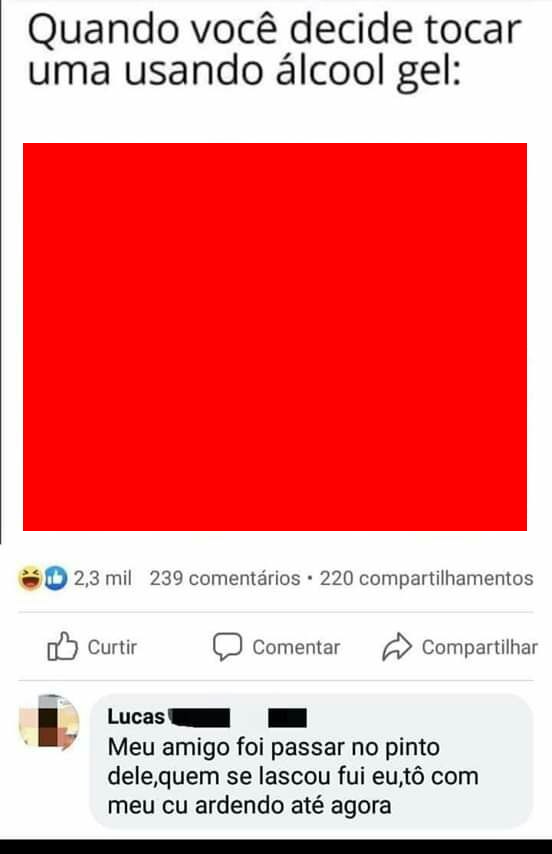 Quando você decide tocar
uma usando álcool gel:
2,3 mil 239 comentários • 220 compartilhamentos
Curtir Comentar Compartilhar
Lucas
Meu amigo foi passar no pinto
dele,quem se lascou fui eu,tô com
meu cu ardendo até agora